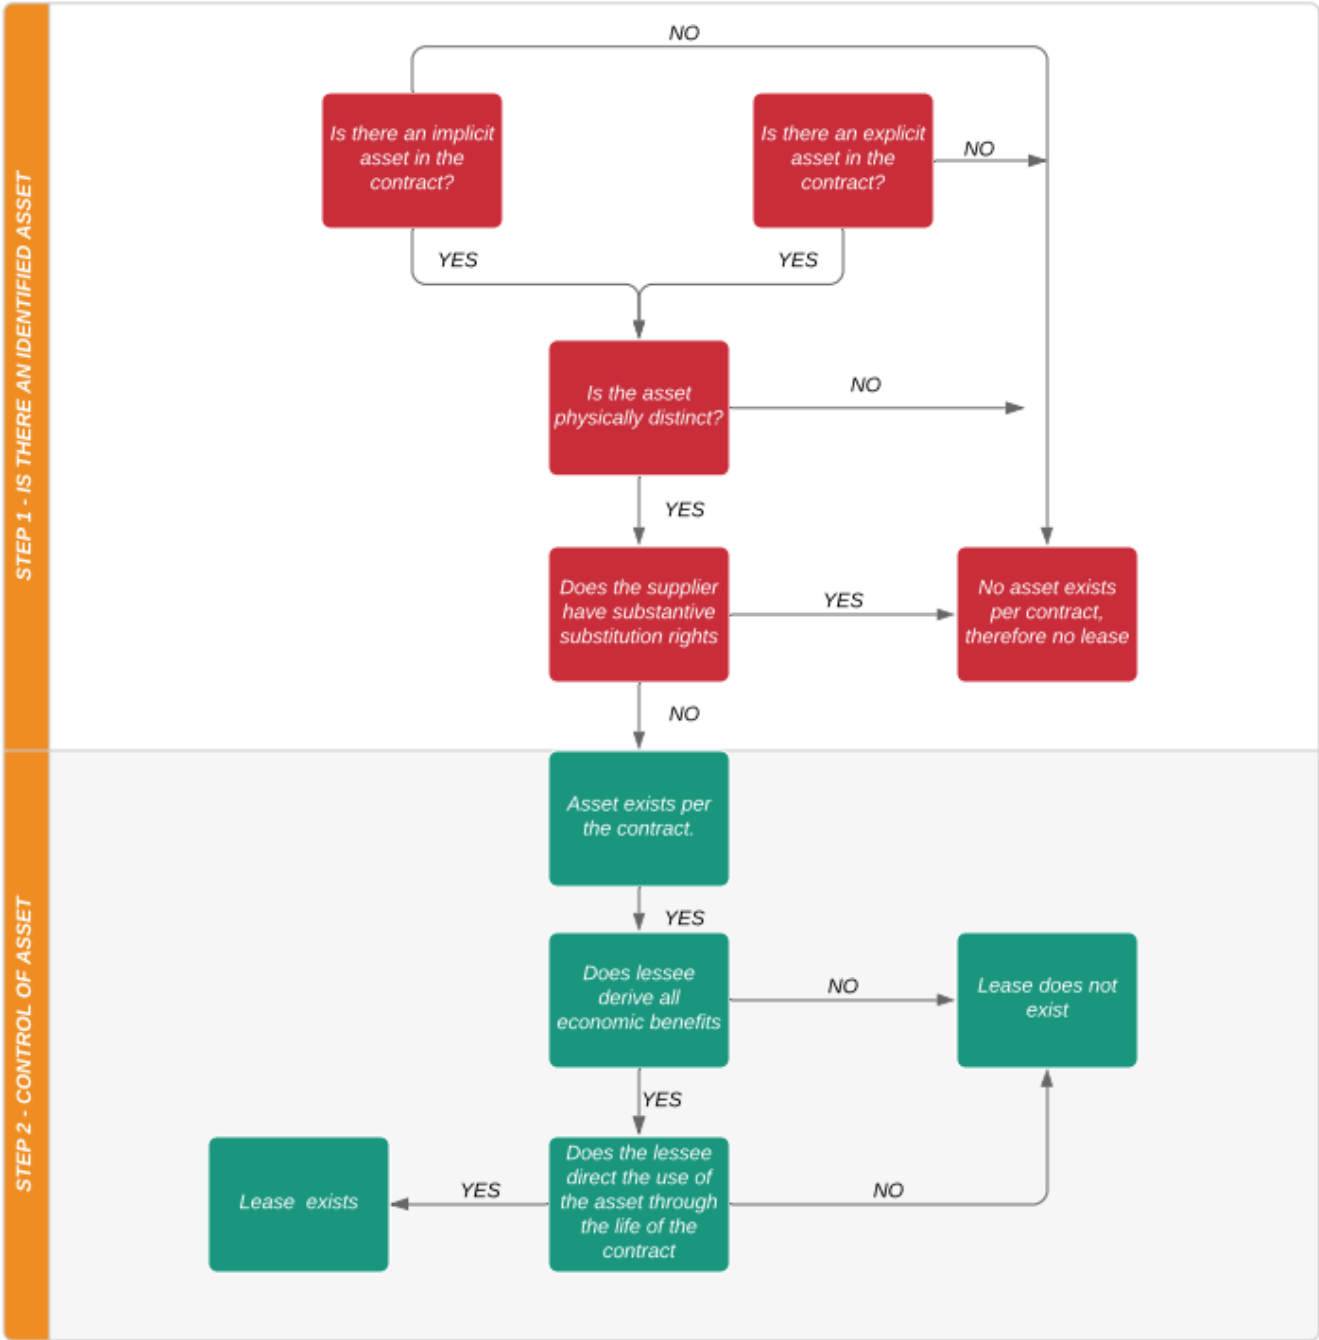 STEP 1 - IS THERE AN IDENTIFIED ASSET
NO
Is there an implicit
asset in the
contract?
Is there an explicit
asset in the
contract?
NO
YES
YES
Is the asset
physically distinct?
NO
YES
Does the supplier
have substantive
substitution rights
YES
No asset exists
per contract,
therefore no lease
NO
STEP 2 - CONTROL OF ASSET
Asset exists per
the contract.
YES
Does lessee
derive all
economic benefits
NO
Lease does not
exist
YES
Does the lessee
direct the use of
the asset through
the life of the
contract
YES
Lease exists
NO